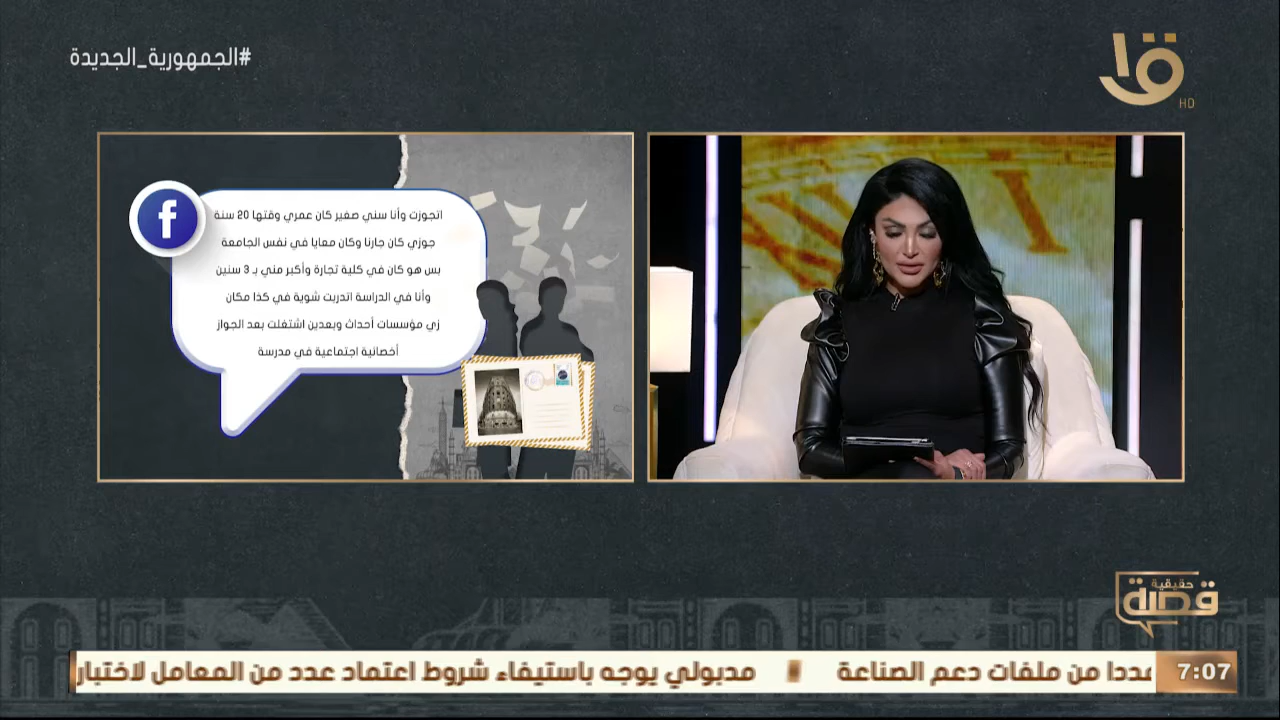 #الجمهورية_الجديدة
HD
اتجوزت وأنا سني صغير كان عمري وقتها 20 سنة
جوزي كان جارنا وكان معايا في نفس الجامعة
بس هو كان في كلية تجارة وأكبر مني بـ 3 سنين
وأنا في الدراسة اتدربت شوية في كذا مكان
زي مؤسسات أحداث وبعدين اشتغلت بعد الجواز
أخصائية اجتماعية في مدرسة
قصة حقيقية
7:07
عددا من ملفات دعم الصناعة
مدبولي يوجه باستيفاء شروط اعتماد عدد من المعامل لاختبار